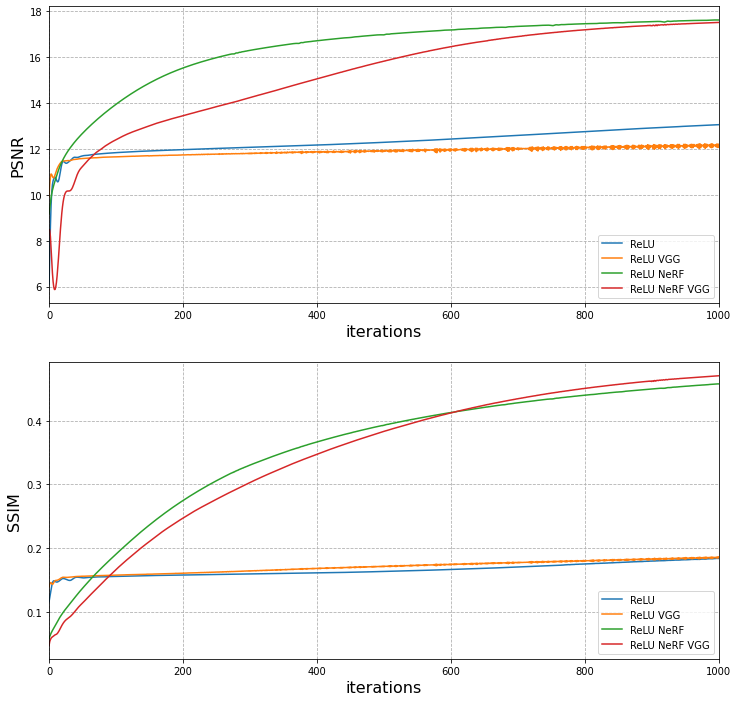 18
16
14
12
10
8
6
PSNR
ReLU
ReLU VGG
ReLU NeRF
ReLU NeRF VGG
0 200 400 600 800 1000
iterations
0.4
0.3
0.2
0.1
SSIM
ReLU
ReLU VGG
ReLU NeRF
ReLU NeRF VGG
0 200 400 600 800 1000
iterations